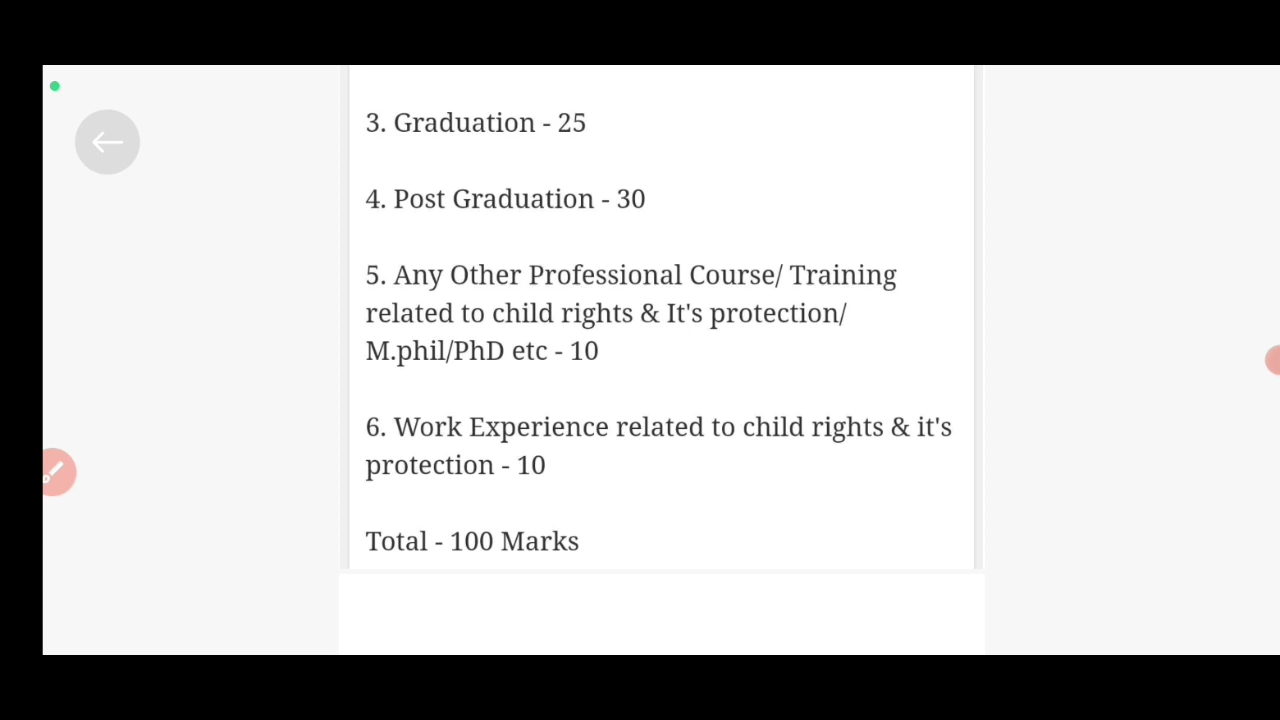 3. Graduation - 25
4. Post Graduation - 30
5. Any Other Professional Course/ Training
related to child rights & It's protection/
M.phil/PhD etc - 10
6. Work Experience related to child rights & it's
protection - 10
Total - 100 Marks